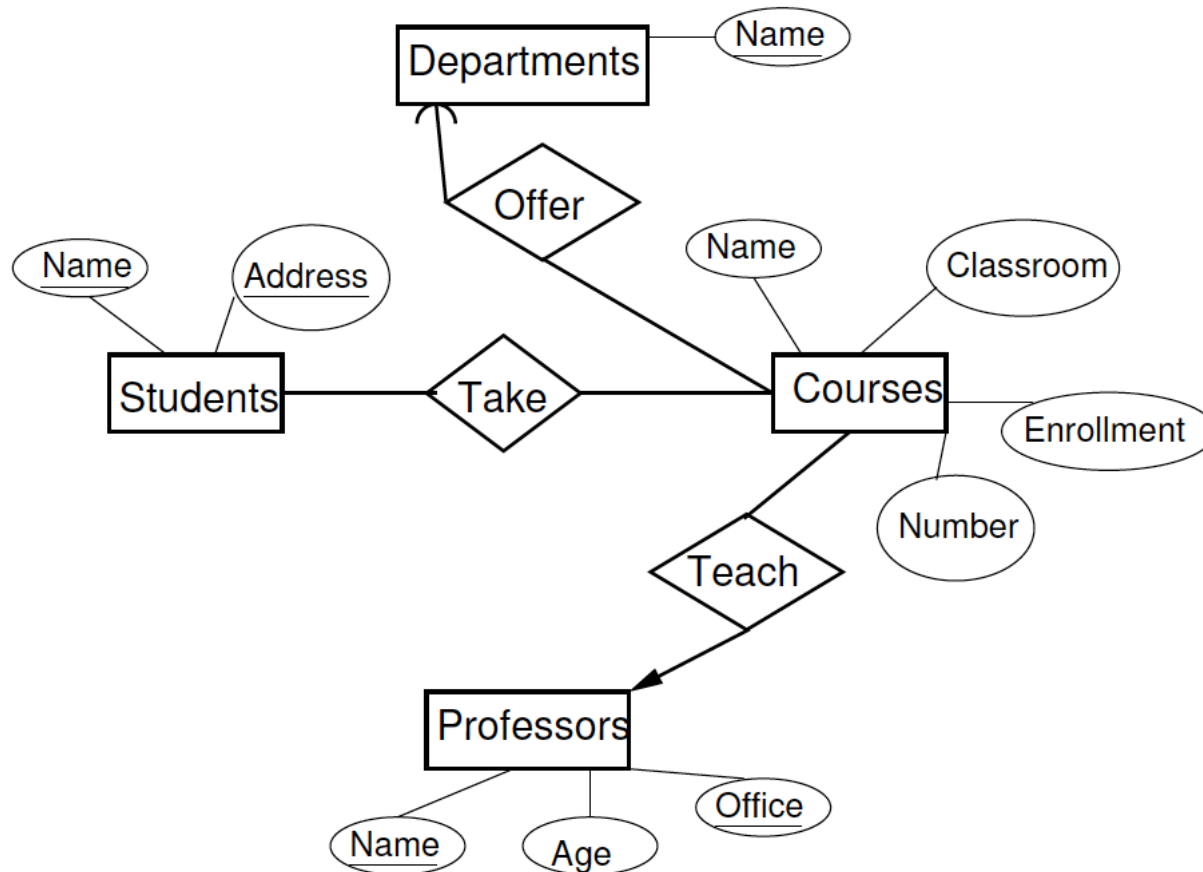 Departments
Name
Offer
Name
Address
Name
Classroom
Students
Take
Courses
Enrollment
Number
Teach
Professors
Name
Age
Office